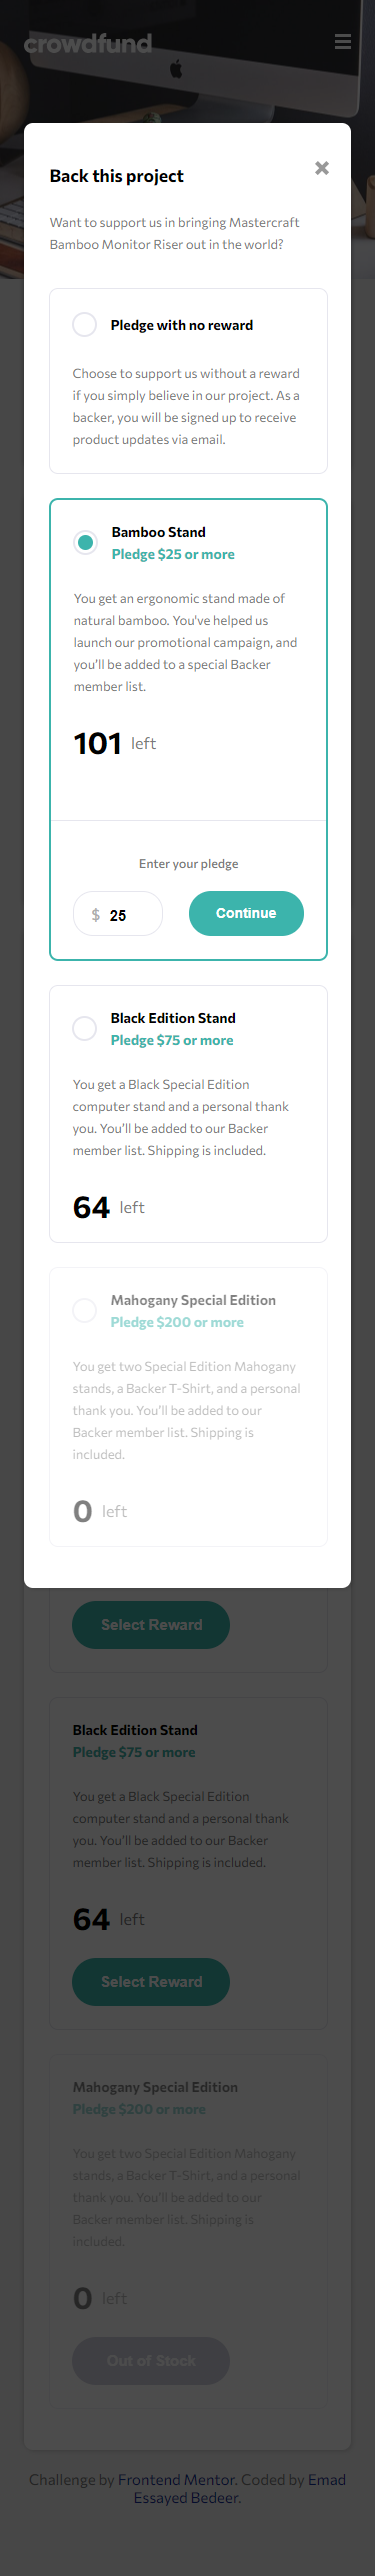 crowdfund
Back this project
Want to support us in bringing Mastercraft
Bamboo Monitor Riser out in the world?
Pledge with no reward
Choose to support us without a reward
if you simply believe in our project. As a
backer, you will be signed up to receive
product updates via email.
Bamboo Stand
Pledge $25 or more
You get an ergonomic stand made of
natural bamboo. You've helped us
launch our promotional campaign, and
you'll be added to a special Backer
member list.
101 left
Enter your pledge
$ 25
Continue
Black Edition Stand
Pledge $75 or more
You get a Black Special Edition
computer stand and a personal thank
you. You'll be added to our Backer
member list. Shipping is included.
64 left
Mahogany Special Edition
Pledge $200 or more
You get two Special Edition Mahogany
stands, a Backer T-Shirt, and a personal
thank you. You'll be added to our
Backer member list. Shipping is
included.
0 left
Select Reward
Black Edition Stand
Pledge $75 or more
You get a Black Special Edition
computer stand and a personal thank
you. You'll be added to our Backer
member list. Shipping is included.
64 left
Select Reward
Mahogany Special Edition
Pledge $200 or more
You get two Special Edition Mahogany
stands, a Backer T-Shirt, and a personal
thank you. You'll be added to our
Backer member list. Shipping is
included.
0 left
Out of Stock
Challenge by Frontend Mentor. Coded by Emad
Essayed Bedeer.